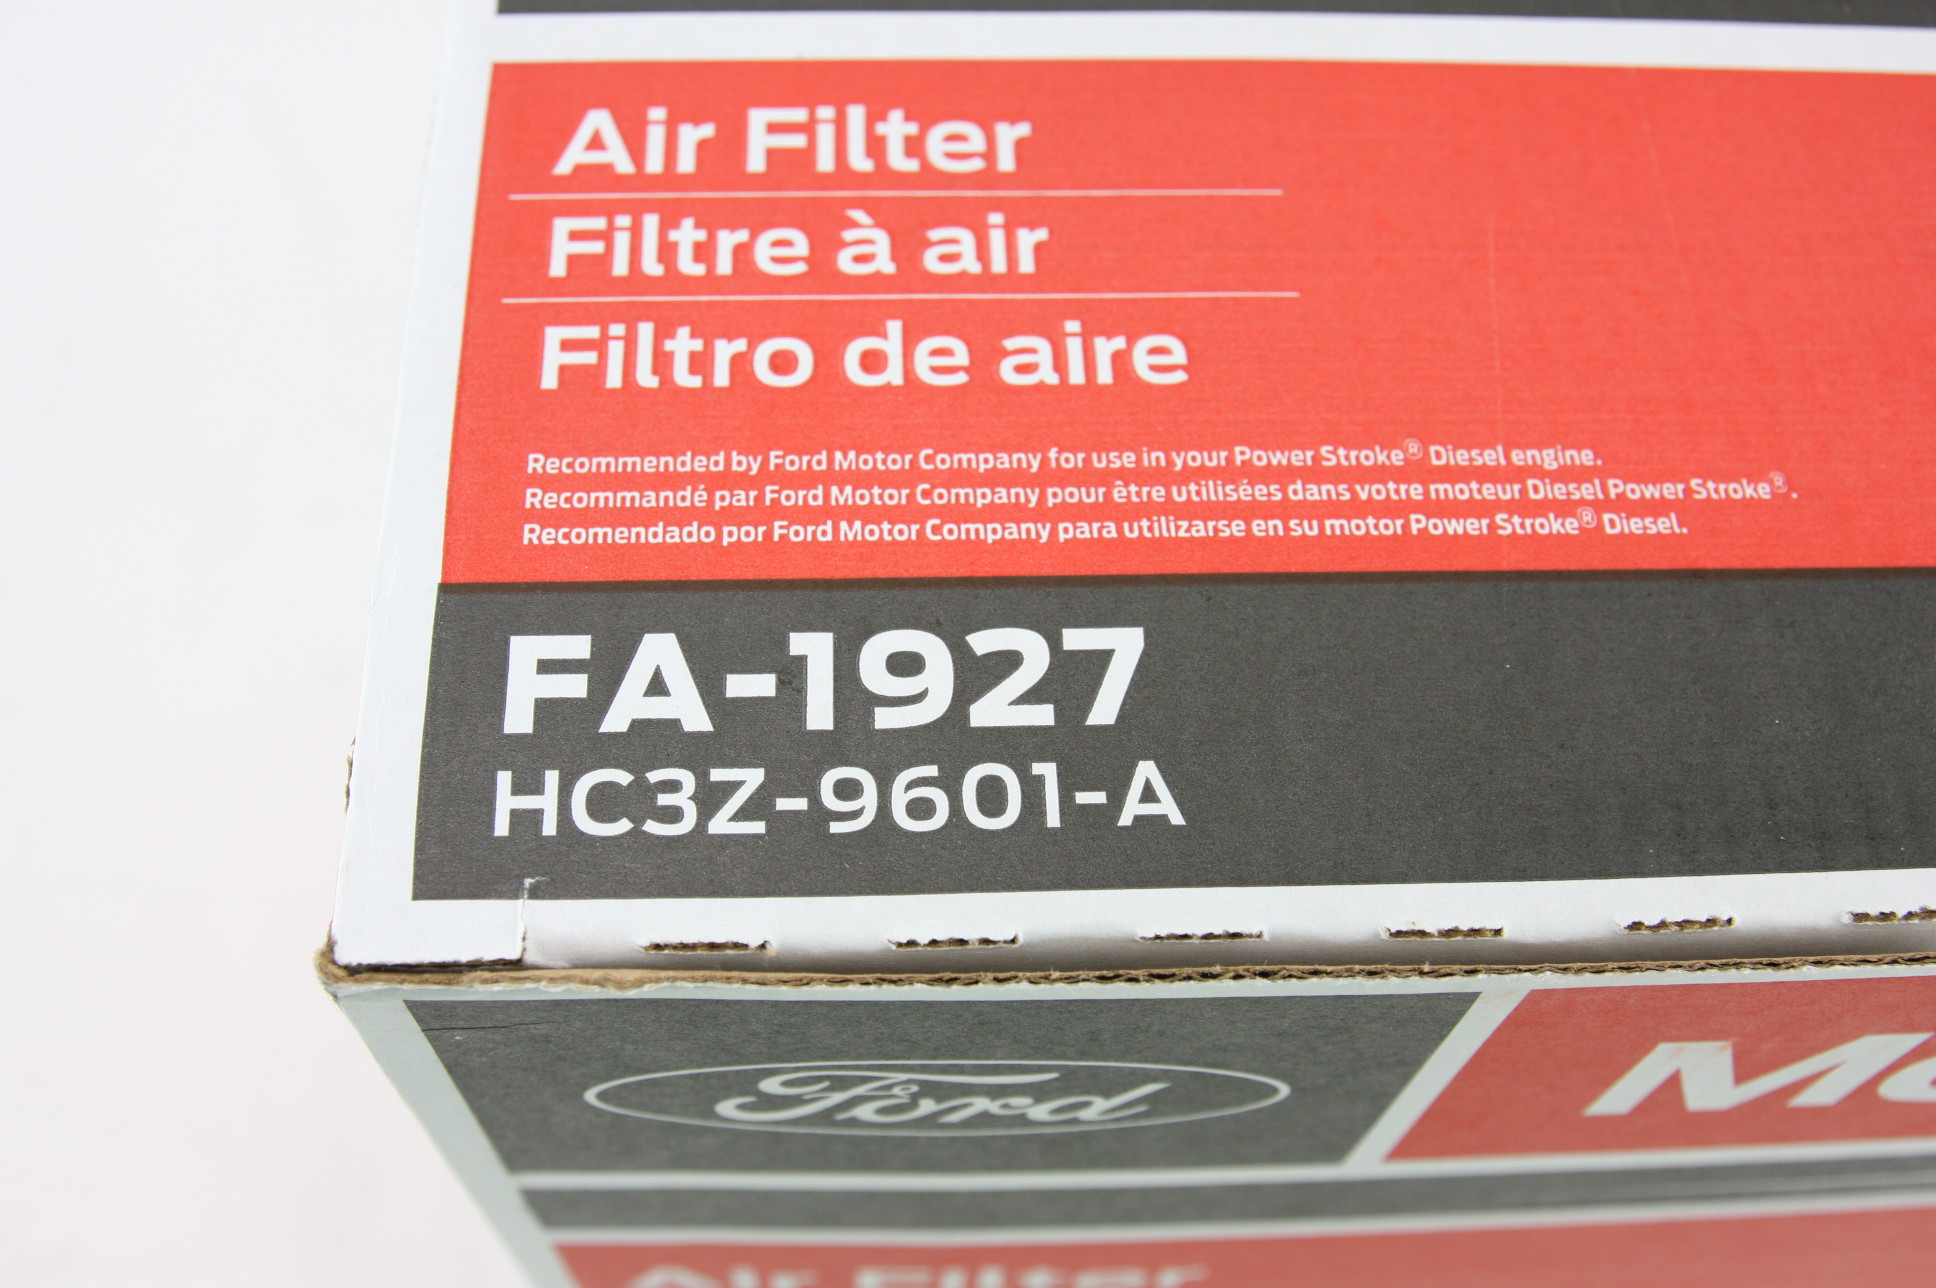 Air Filter
Filtre à air
Filtro de aire
Recommended by Ford Motor Company for use in your Power Stroke® Diesel engine.
Recommandé par Ford Motor Company pour être utilisées dans votre moteur Diesel Power Stroke®.
Recomendado por Ford Motor Company para utilizarse en su motor Power Stroke® Diesel.
FA-1927
HC3Z-9601-A
Ford
Air Filter